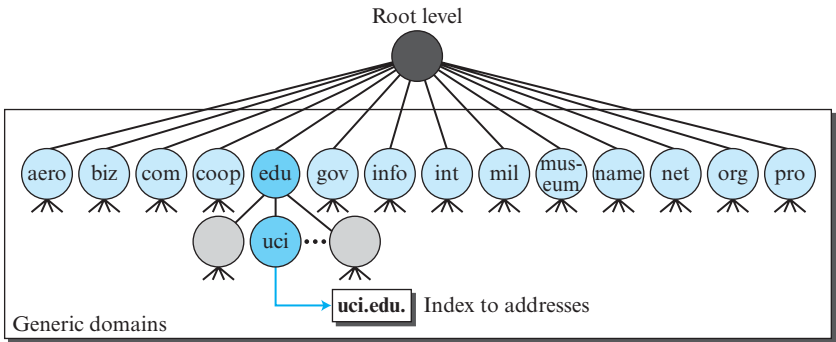 Root level
aero biz com coop edu gov info int mil mus-
eum name net org pro
uci ...
uci.edu. Index to addresses
Generic domains